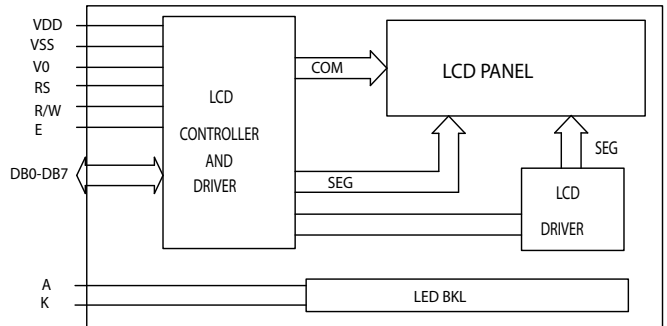 VDD
VSS
V0
RS
R/W
E
DB0-DB7
A
K
LCD
CONTROLLER
AND
DRIVER
COM
SEG
LCD PANEL
SEG
LCD
DRIVER
LED BKL